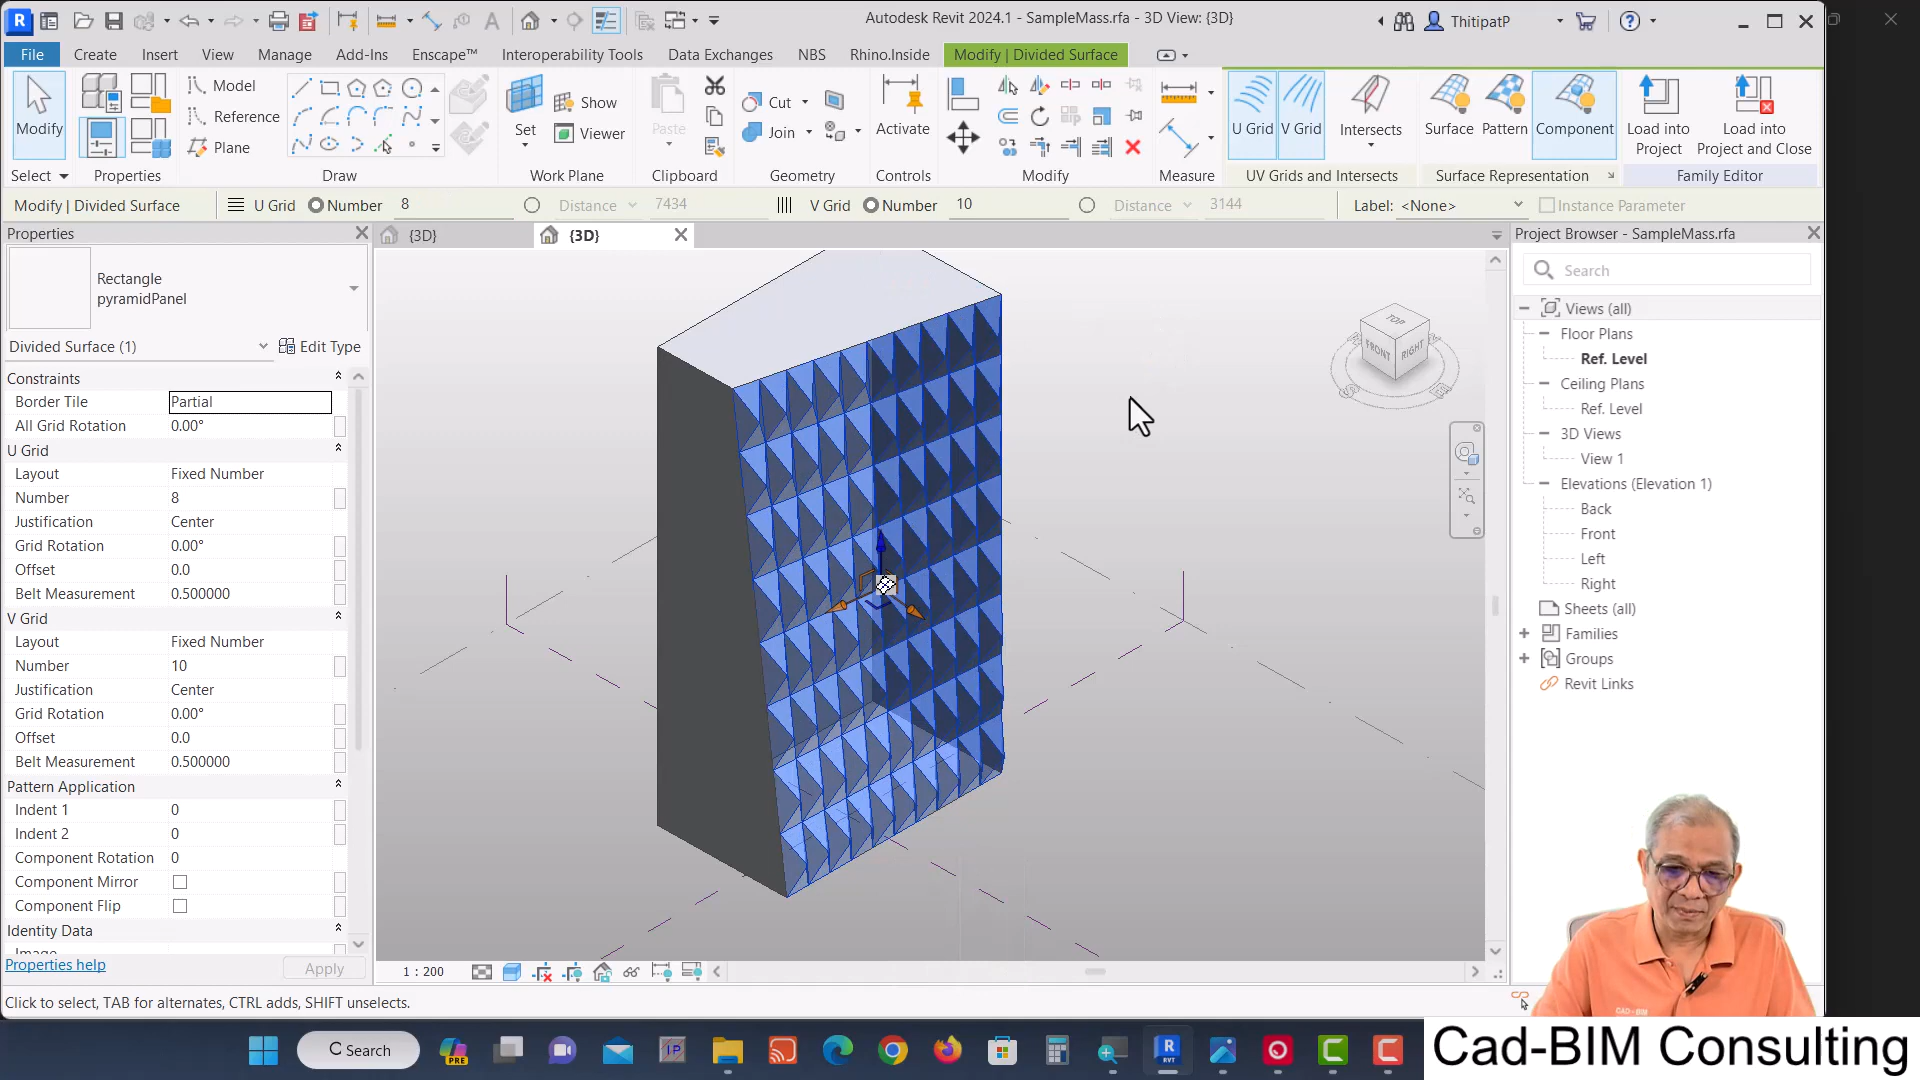 Autodesk Revit 2024.1 - SampleMass.rfa - 3D View: {3D}
ThitipatP
File Create Insert View Manage Add-Ins Enscape™ Interoperability Tools Data Exchanges NBS Rhino.Inside Modify | Divided Surface
Modify
Select
Properties
Model
Reference
Plane
Draw
Set
Show
Viewer
Work Plane
Paste
Clipboard
Cut
Join
Geometry
Activate
Controls
Modify
Measure
U Grid V Grid Intersects
UV Grids and Intersects
Surface Pattern Component
Surface Representation
Load into Project
Load into Project and Close
Family Editor
Modify | Divided Surface U Grid Number 8 Distance 7434 V Grid Number 10 Distance 3144 Label: <None> Instance Parameter
Properties
Rectangle
pyramidPanel
Divided Surface (1) Edit Type
Constraints
Border Tile Partial
All Grid Rotation 0.00°
U Grid
Layout Fixed Number
Number 8
Justification Center
Grid Rotation 0.00°
Offset 0.0
Belt Measurement 0.500000
V Grid
Layout Fixed Number
Number 10
Justification Center
Grid Rotation 0.00°
Offset 0.0
Belt Measurement 0.500000
Pattern Application
Indent 1 0
Indent 2 0
Component Rotation 0
Component Mirror
Component Flip
Identity Data
Properties help Apply
{3D} {3D}
TOP
FRONT RIGHT
1 : 200
Project Browser - SampleMass.rfa
Search
Views (all)
Floor Plans
Ref. Level
Ceiling Plans
Ref. Level
3D Views
View 1
Elevations (Elevation 1)
Back
Front
Left
Right
Sheets (all)
Families
Groups
Revit Links
Click to select, TAB for alternates, CTRL adds, SHIFT unselects.
Search
PRE
IP
R
RVT
CAD-BIM
Cad-BIM Consulting